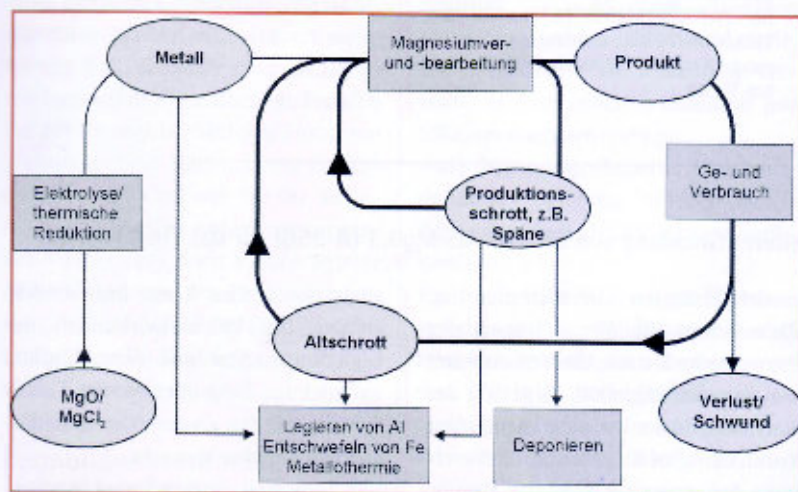 Metall
Magnesiumver-
und -bearbeitung
Produkt
Elektrolyse/
thermische
Reduktion
Produktions-
schrott, z.B.
Späne
Ge- und
Verbrauch
Altschrott
MgO/
MgCl₂
Legieren von Al
Entschwefeln von Fe
Metallothermie
Deponieren
Verlust/
Schwund